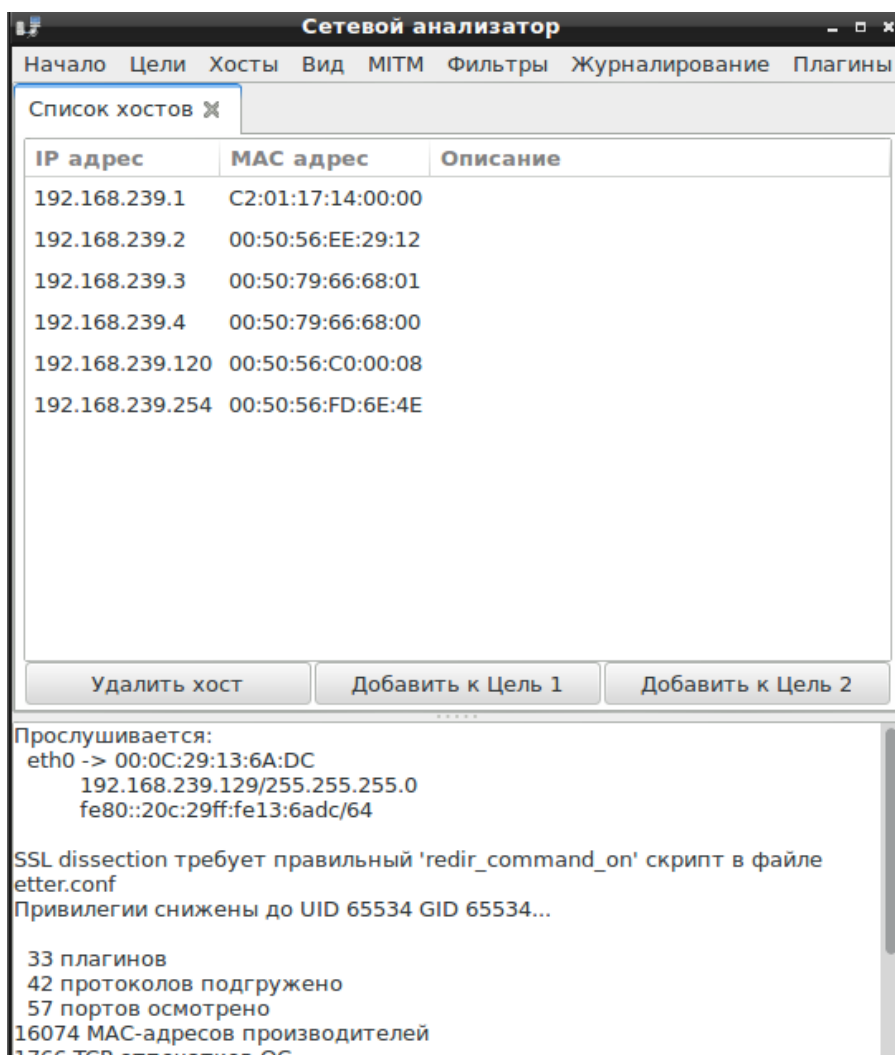 Сетевой анализатор
Начало Цели Хосты Вид MITM Фильтры Журналирование Плагины
Список хостов
IP адрес MAC адрес Описание
192.168.239.1 C2:01:17:14:00:00
192.168.239.2 00:50:56:EE:29:12
192.168.239.3 00:50:79:66:68:01
192.168.239.4 00:50:79:66:68:00
192.168.239.120 00:50:56:C0:00:08
192.168.239.254 00:50:56:FD:6E:4E
Удалить хост Добавить к Цель 1 Добавить к Цель 2
Прослушивается:
eth0 -> 00:0C:29:13:6A:DC
192.168.239.129/255.255.255.0
fe80::20c:29ff:fe13:6adc/64
SSL dissection требует правильный 'redir_command_on' скрипт в файле
etter.conf
Привилегии снижены до UID 65534 GID 65534...
33 плагинов
42 протоколов подгружено
57 портов осмотрено
16074 MAC-адресов производителей
1766 TCP отпечатков ОС